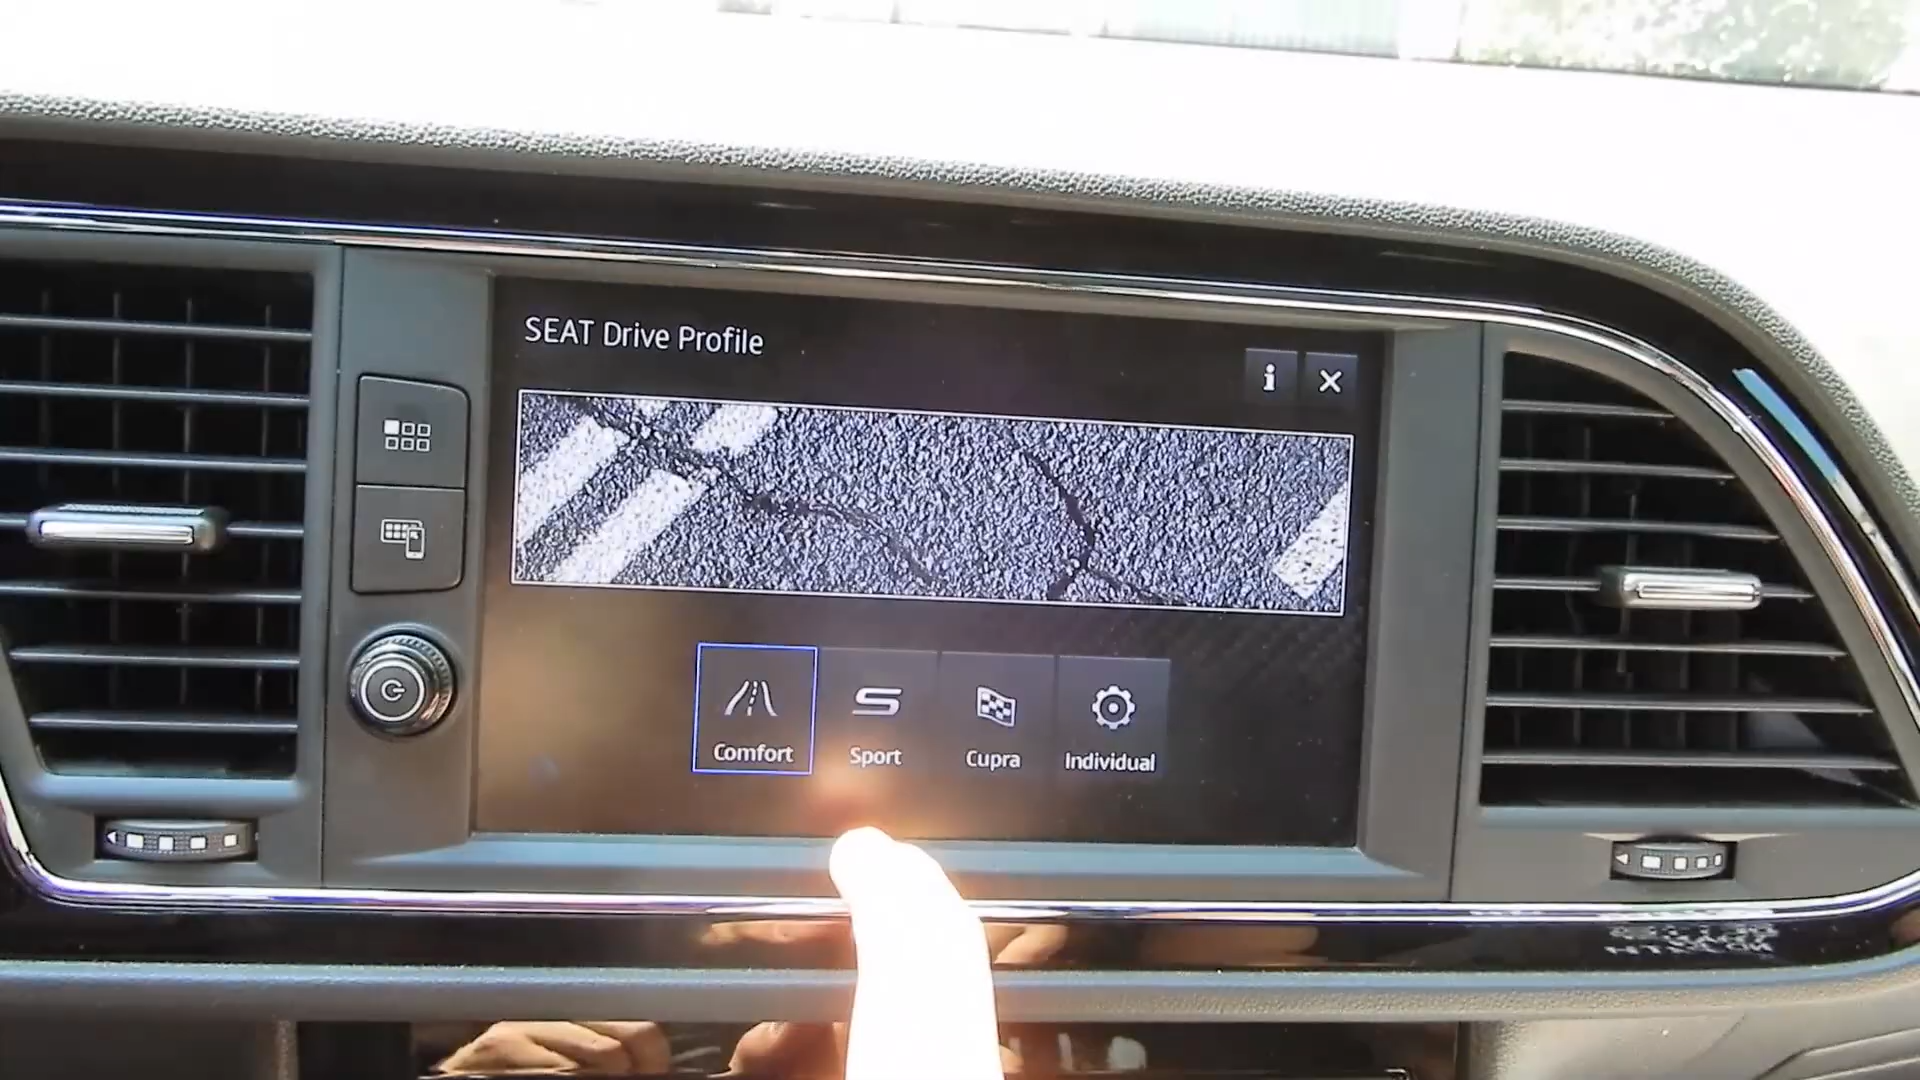 SEAT Drive Profile
i
Comfort
Sport
Cupra
Individual